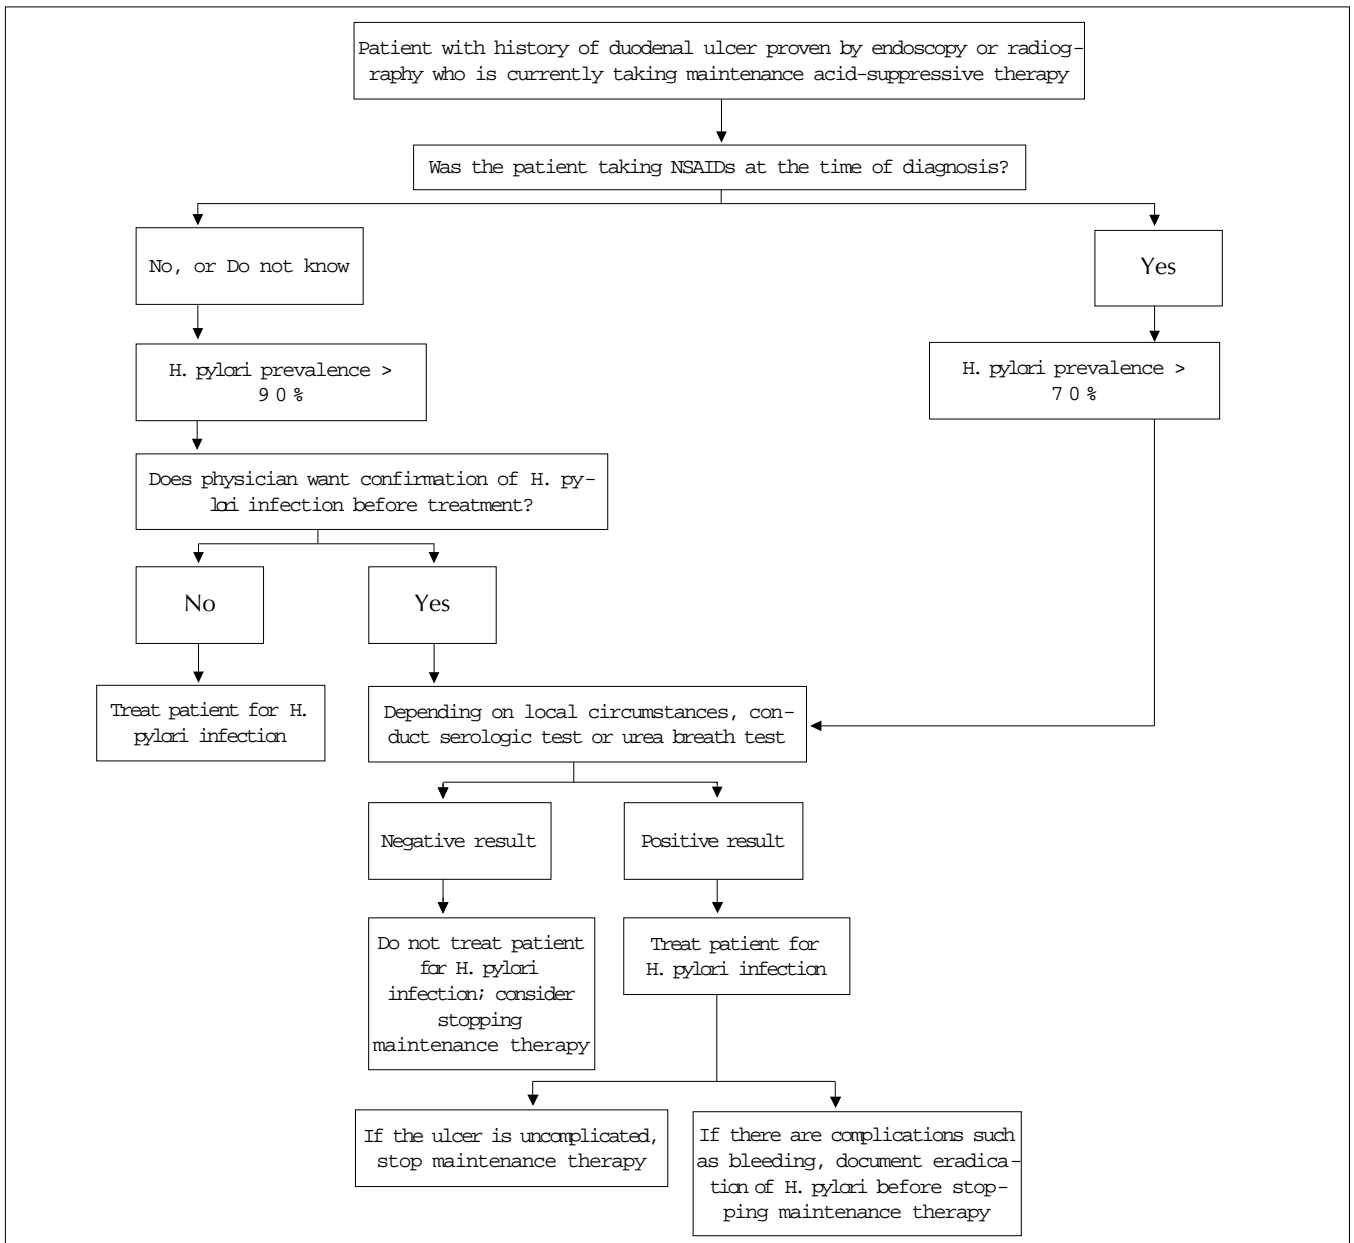 Patient with history of duodenal ulcer proven by endoscopy or radiog-
raphy who is currently taking maintenance acid-suppressive therapy
Was the patient taking NSAIDs at the time of diagnosis?
No, or Do not know
Yes
H. pylori prevalence >
90%
H. pylori prevalence >
70%
Does physician want confirmation of H. py-
lori infection before treatment?
No
Yes
Treat patient for H.
pylori infection
Depending on local circumstances, con-
duct serologic test or urea breath test
Negative result
Positive result
Do not treat patient
for H. pylori
infection; consider
stopping
maintenance therapy
Treat patient for
H. pylori infection
If the ulcer is uncomplicated,
stop maintenance therapy
If there are complications such
as bleeding, document eradica-
tion of H. pylori before stop-
ping maintenance therapy